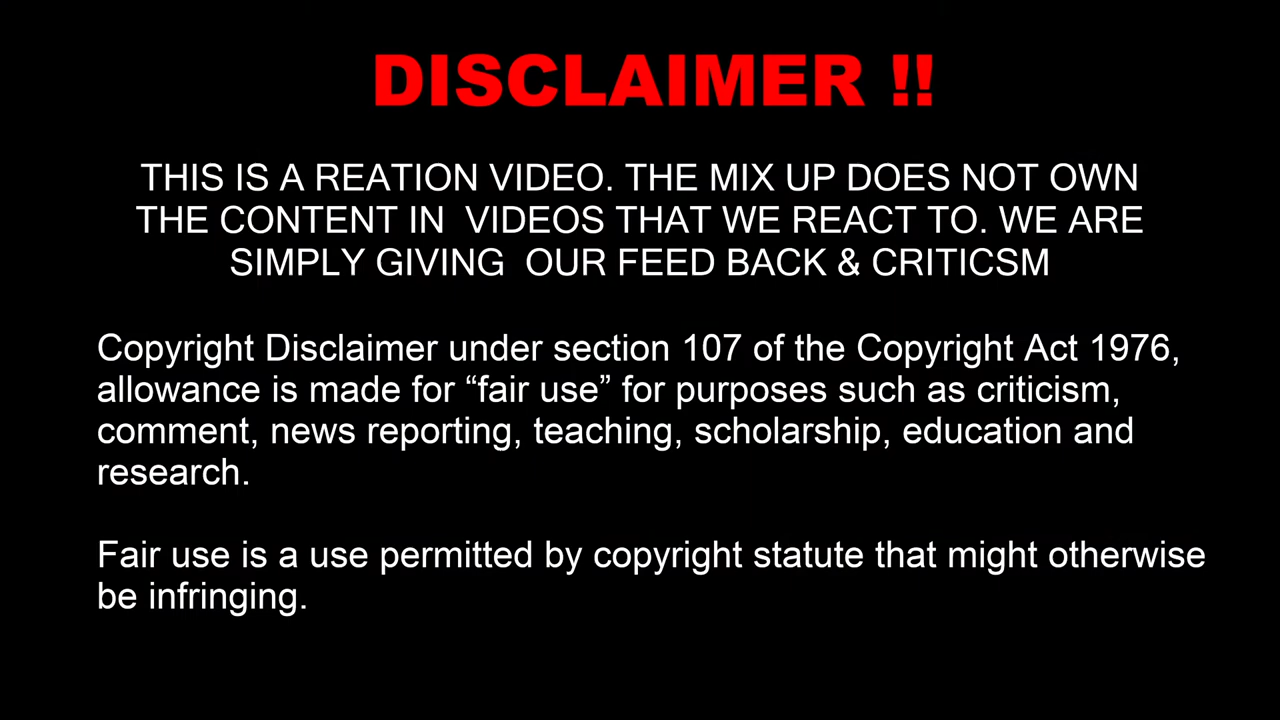 DISCLAIMER !!
THIS IS A REATION VIDEO. THE MIX UP DOES NOT OWN
THE CONTENT IN  VIDEOS THAT WE REACT TO. WE ARE
SIMPLY GIVING  OUR FEED BACK & CRITICSM
Copyright Disclaimer under section 107 of the Copyright Act 1976,
allowance is made for “fair use” for purposes such as criticism,
comment, news reporting, teaching, scholarship, education and
research.
Fair use is a use permitted by copyright statute that might otherwise
be infringing.